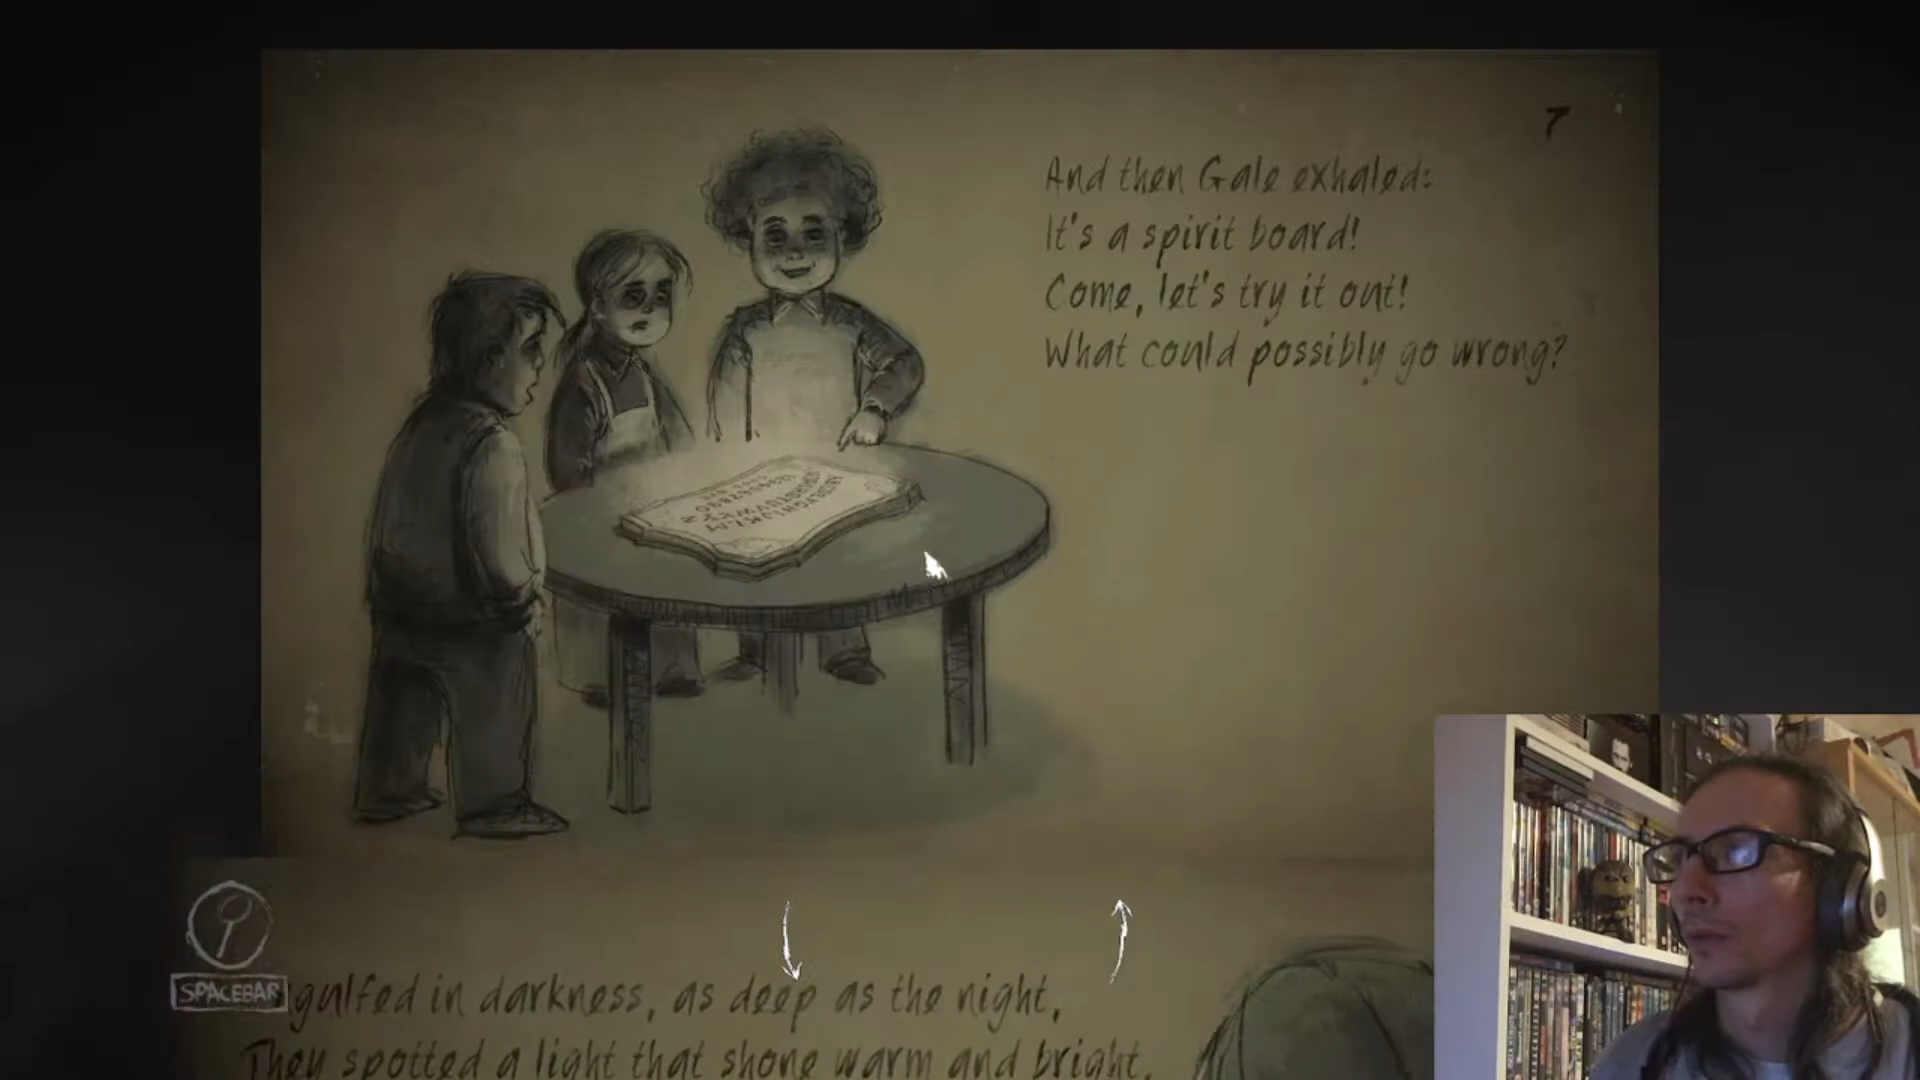 7
And then Gale exhaled:
It's a spirit board!
Come, let's try it out!
What could possibly go wrong?
SPACEBAR
gulfed in darkness, as deep as the night,
They spotted a light that shone warm and bright,